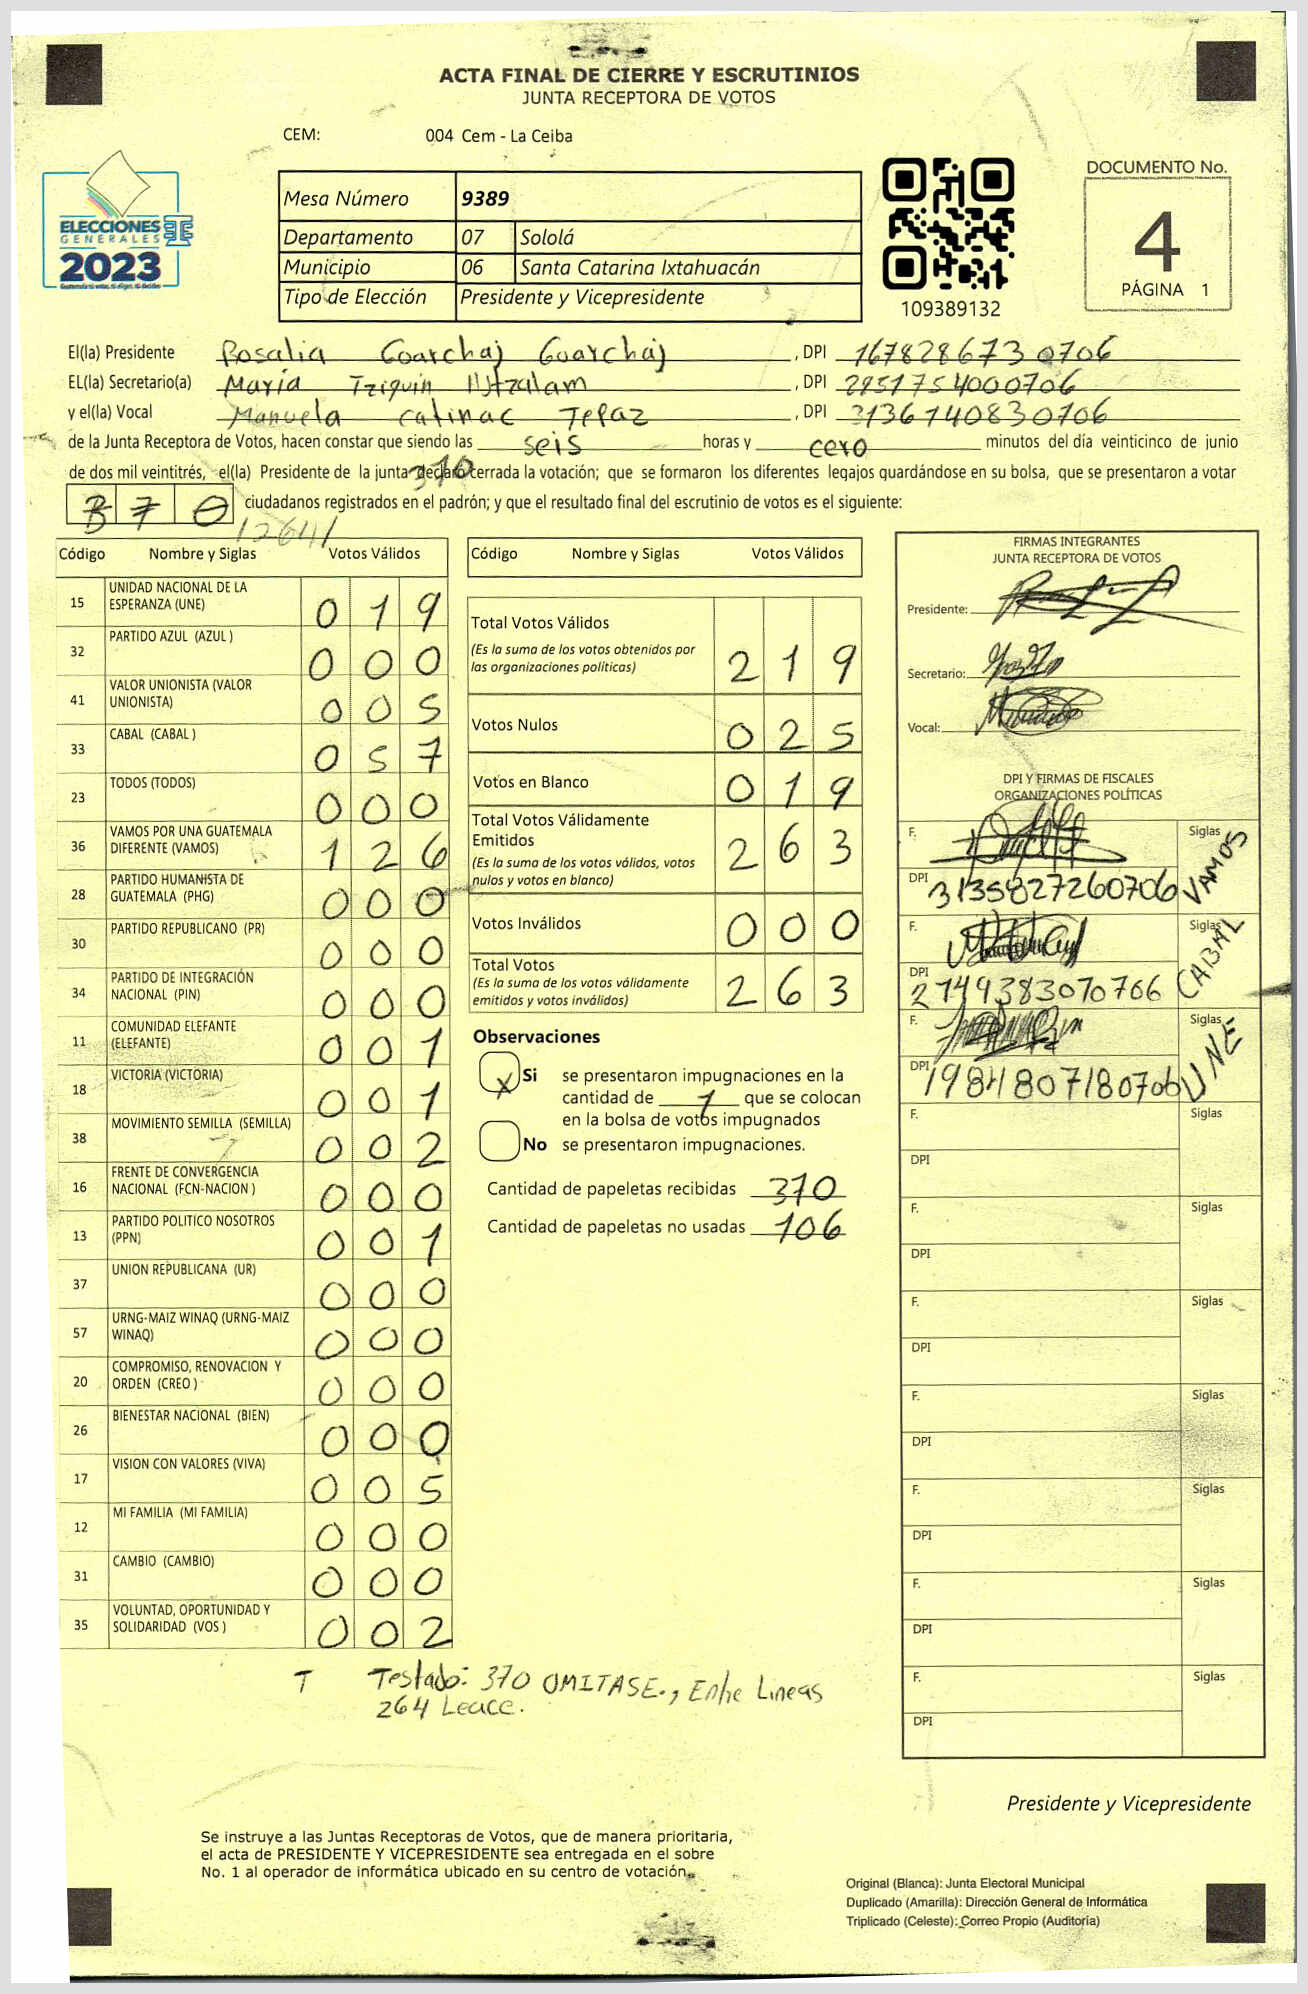 ACTA FINAL DE CIERRE Y ESCRUTINIOS
JUNTA RECEPTORA DE VOTOS
CEM: 004 Cem - La Ceiba
ELECCIONES
GENERALES
2023
Mesa Número 9389
Departamento 07 Sololá
Municipio 06 Santa Catarina Ixtahuacán
Tipo de Elección Presidente y Vicepresidente
109389132
DOCUMENTO No.
4
PÁGINA 1
El(la) Presidente Rosalia Guarchaj Guarchaj, DPI 167828673 0706
EL(la) Secretario(a) María Tziquín, DPI 2951754000706
y el(la) Vocal Manuela Catinac Tepaz, DPI 3136140830706
de la Junta Receptora de Votos, hacen constar que siendo las seis horas y cero minutos del día veinticinco de junio
de dos mil veintitrés, el(la) Presidente de la junta declaró cerrada la votación; que se formaron los diferentes legajos quardándose en su bolsa, que se presentaron a votar
370
3 7 0 ciudadanos registrados en el padrón; y que el resultado final del escrutinio de votos es el siguiente:
Código Nombre y Siglas Votos Válidos
15 UNIDAD NACIONAL DE LA ESPERANZA (UNE) 0 1 9
32 PARTIDO AZUL (AZUL ) 0 0 0
41 VALOR UNIONISTA (VALOR UNIONISTA) 0 0 5
33 CABAL (CABAL ) 0 5 7
23 TODOS (TODOS) 0 0 0
36 VAMOS POR UNA GUATEMALA DIFERENTE (VAMOS) 1 2 6
28 PARTIDO HUMANISTA DE GUATEMALA (PHG) 0 0 0
30 PARTIDO REPUBLICANO (PR) 0 0 0
34 PARTIDO DE INTEGRACIÓN NACIONAL (PIN) 0 0 0
11 COMUNIDAD ELEFANTE (ELEFANTE) 0 0 1
18 VICTORIA (VICTORIA) 0 0 1
38 MOVIMIENTO SEMILLA (SEMILLA) 0 0 2
16 FRENTE DE CONVERGENCIA NACIONAL (FCN-NACION ) 0 0 0
13 PARTIDO POLITICO NOSOTROS (PPN) 0 0 1
37 UNION REPUBLICANA (UR) 0 0 0
57 URNG-MAIZ WINAQ (URNG-MAIZ WINAQ) 0 0 0
20 COMPROMISO, RENOVACION Y ORDEN (CREO ) 0 0 0
26 BIENESTAR NACIONAL (BIEN) 0 0 0
17 VISION CON VALORES (VIVA) 0 0 5
12 MI FAMILIA (MI FAMILIA) 0 0 0
31 CAMBIO (CAMBIO) 0 0 0
35 VOLUNTAD, OPORTUNIDAD Y SOLIDARIDAD (VOS ) 0 0 2
Código Nombre y Siglas Votos Válidos
Total Votos Válidos 2 1 9
(Es la suma de los votos obtenidos por
las organizaciones políticas)
Votos Nulos 0 2 5
Votos en Blanco 0 1 9
Total Votos Válidamente
Emitidos 2 6 3
(Es la suma de los votos válidos, votos
nulos y votos en blanco)
Votos Inválidos 0 0 0
Total Votos 2 6 3
(Es la suma de los votos válidamente
emitidos y votos inválidos)
Observaciones
X Si se presentaron impugnaciones en la
cantidad de 1 que se colocan
en la bolsa de votos impugnados
No se presentaron impugnaciones.
Cantidad de papeletas recibidas 370
Cantidad de papeletas no usadas 106
FIRMAS INTEGRANTES
JUNTA RECEPTORA DE VOTOS
Presidente:
Secretario:
Vocal:
DPI Y FIRMAS DE FISCALES
ORGANIZACIONES POLÍTICAS
F. Siglas VAMOS
DPI 3135827260706
F. Siglas CABAL
DPI 2749383070706
F. Siglas UNE
DPI 1984807180706
F. Siglas
DPI
F. Siglas
DPI
F. Siglas
DPI
F. Siglas
DPI
F. Siglas
DPI
F. Siglas
DPI
F. Siglas
DPI
T Testado: 370 OMITASE., Entre Lineas
264 Leace.
Presidente y Vicepresidente
Se instruye a las Juntas Receptoras de Votos, que de manera prioritaria,
el acta de PRESIDENTE Y VICEPRESIDENTE sea entregada en el sobre
No. 1 al operador de informática ubicado en su centro de votación.
Original (Blanca): Junta Electoral Municipal
Duplicado (Amarilla): Dirección General de Informática
Triplicado (Celeste): Correo Propio (Auditoría)